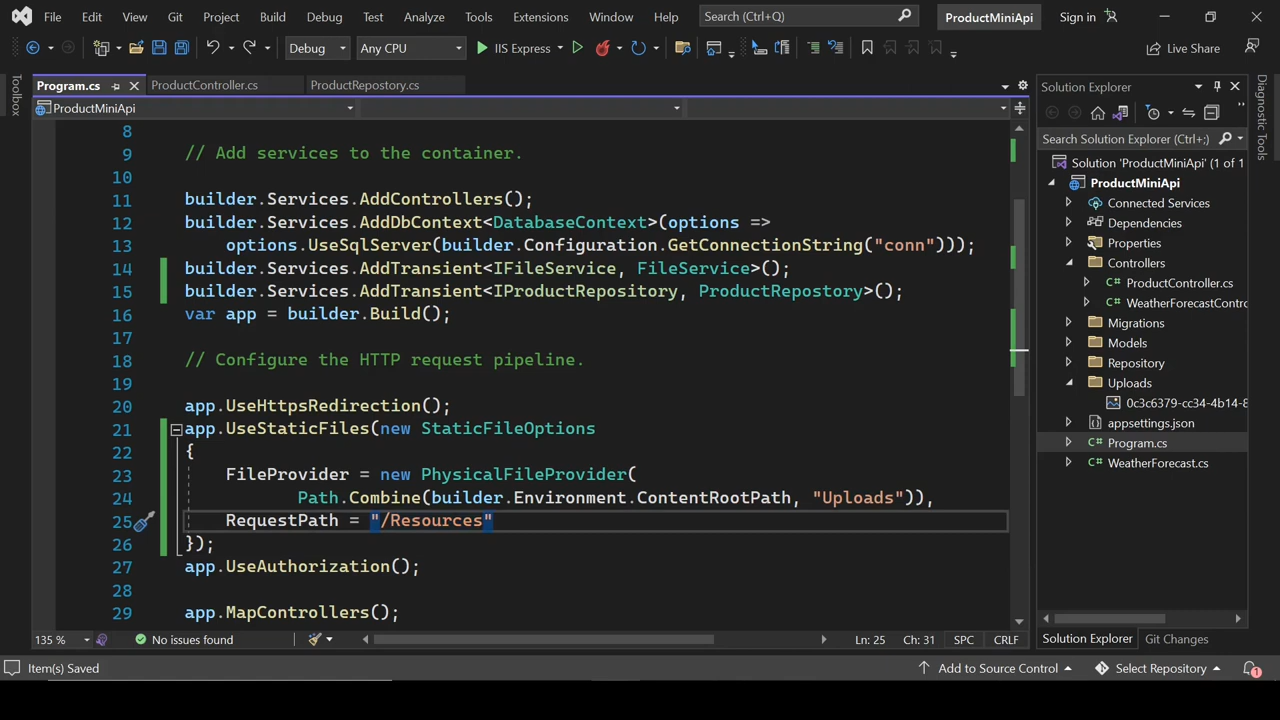 File Edit View Git Project Build Debug Test Analyze Tools Extensions Window Help Search (Ctrl+Q) ProductMiniApi Sign in
Debug Any CPU IIS Express Live Share
Toolbox
Program.cs ProductController.cs ProductRepostory.cs
ProductMiniApi
8
9 // Add services to the container.
10
11 builder.Services.AddControllers();
12 builder.Services.AddDbContext<DatabaseContext>(options =>
13 options.UseSqlServer(builder.Configuration.GetConnectionString("conn")));
14 builder.Services.AddTransient<IFileService, FileService>();
15 builder.Services.AddTransient<IProductRepository, ProductRepostory>();
16 var app = builder.Build();
17
18 // Configure the HTTP request pipeline.
19
20 app.UseHttpsRedirection();
21 app.UseStaticFiles(new StaticFileOptions
22 {
23 FileProvider = new PhysicalFileProvider(
24 Path.Combine(builder.Environment.ContentRootPath, "Uploads")),
25 RequestPath = "/Resources"
26 });
27 app.UseAuthorization();
28
29 app.MapControllers();
135 % No issues found Ln: 25 Ch: 31 SPC CRLF
Solution Explorer
Search Solution Explorer (Ctrl+;)
Solution 'ProductMiniApi' (1 of 1
ProductMiniApi
Connected Services
Dependencies
Properties
Controllers
ProductController.cs
WeatherForecastContro
Migrations
Models
Repository
Uploads
0c3c6379-cc34-4b14-8
appsettings.json
Program.cs
WeatherForecast.cs
Solution Explorer Git Changes
Diagnostic Tools
Item(s) Saved Add to Source Control Select Repository 1